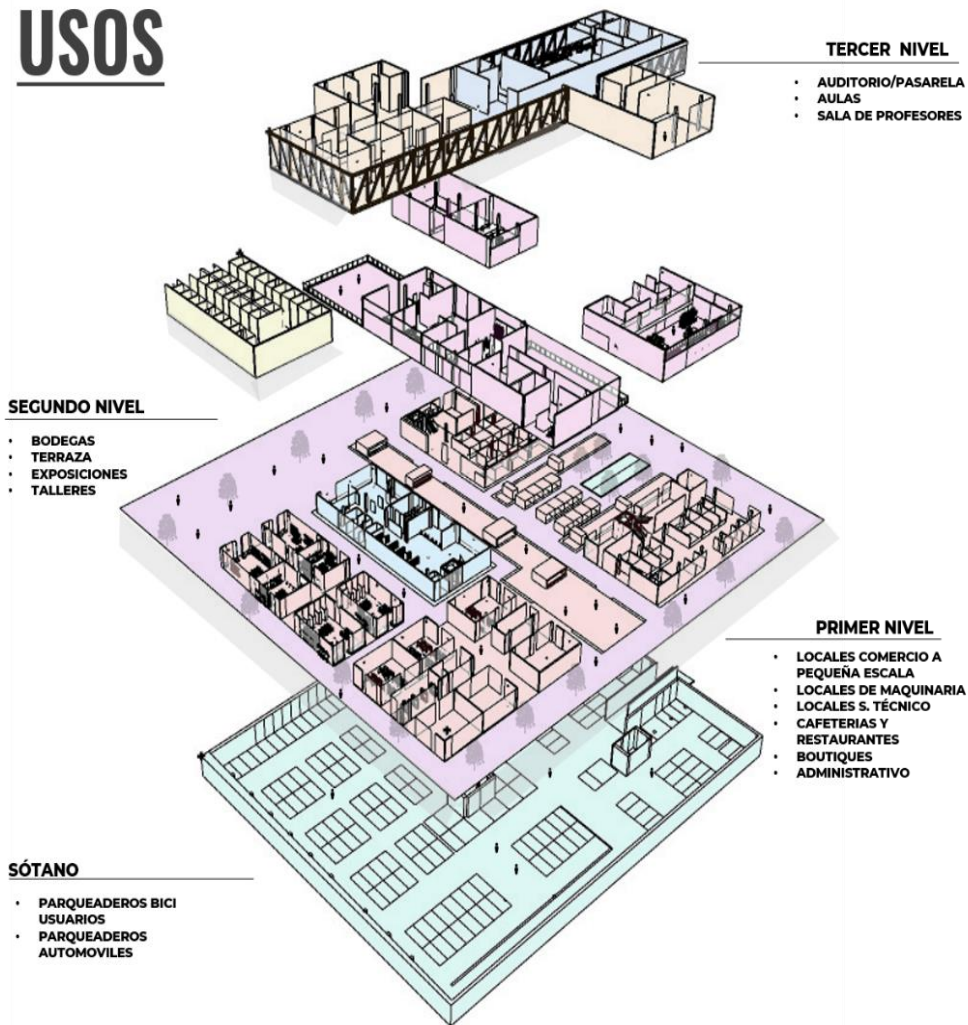 USOS
TERCER NIVEL
• AUDITORIO/PASARELA
• AULAS
• SALA DE PROFESORES
SEGUNDO NIVEL
• BODEGAS
• TERRAZA
• EXPOSICIONES
• TALLERES
PRIMER NIVEL
• LOCALES COMERCIO A
PEQUEÑA ESCALA
• LOCALES DE MAQUINARIA
• LOCALES S. TÉCNICO
• CAFETERIAS Y
RESTAURANTES
• BOUTIQUES
• ADMINISTRATIVO
SÓTANO
• PARQUEADEROS BICI
USUARIOS
• PARQUEADEROS
AUTOMOVILES